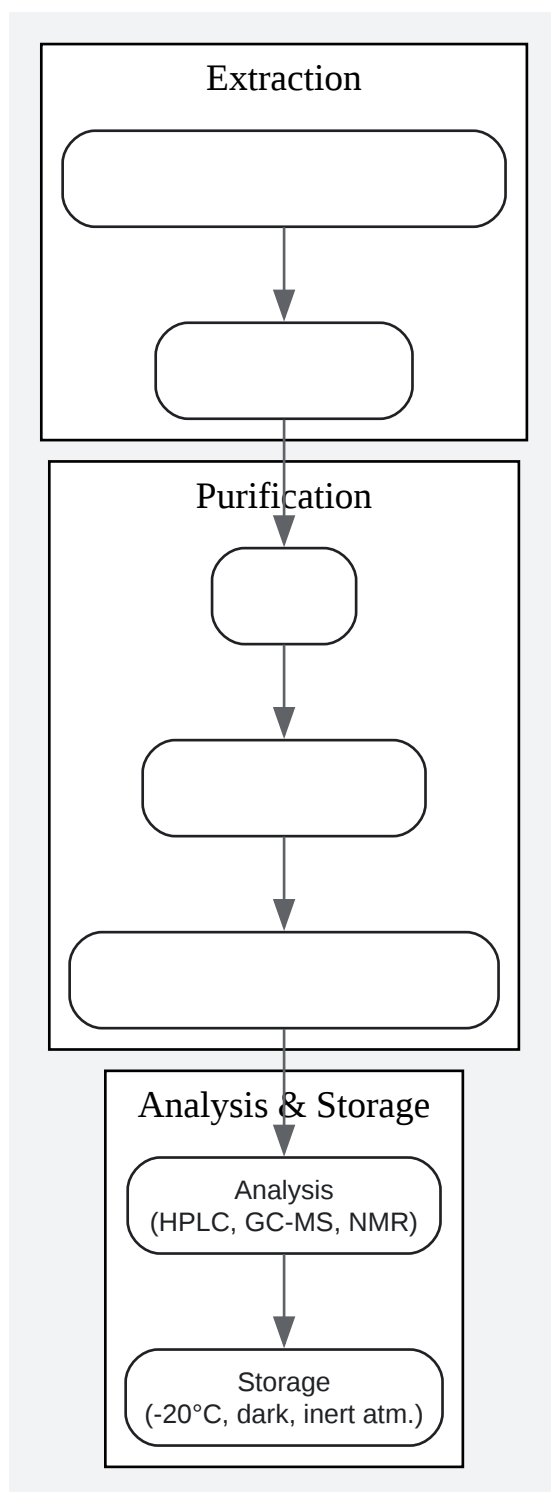 Extraction
Purification
Analysis & Storage
Analysis
(HPLC, GC-MS, NMR)
Storage
(-20°C, dark, inert atm.)